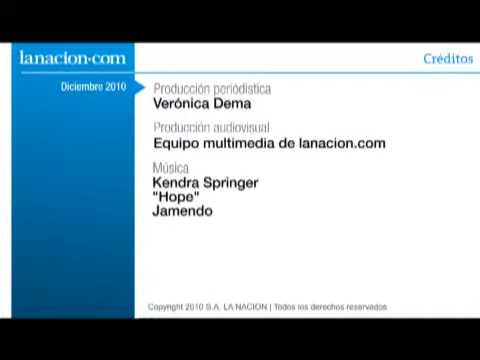 lanacion.com
Créditos
Diciembre 2010
Producción periódistica
Verónica Dema
Producción audiovisual
Equipo multimedia de lanacion.com
Música
Kendra Springer
"Hope"
Jamendo
Copyright 2010 S.A. LA NACION | Todos los derechos reservados